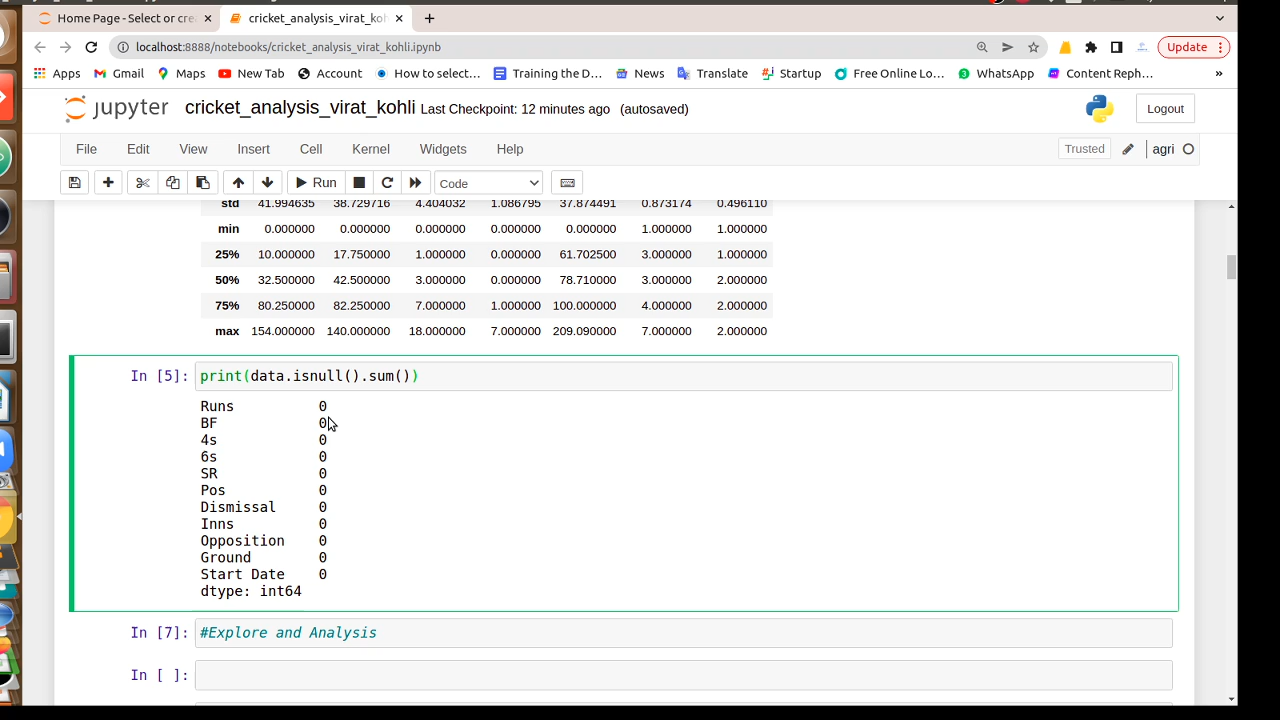 Home Page - Select or cre
cricket_analysis_virat_koh
localhost:8888/notebooks/cricket_analysis_virat_kohli.ipynb
Update
Apps Gmail Maps New Tab Account How to select... Training the D... News Translate Startup Free Online Lo... WhatsApp Content Reph... »
jupyter cricket_analysis_virat_kohli Last Checkpoint: 12 minutes ago (autosaved) Logout
File Edit View Insert Cell Kernel Widgets Help Trusted agri
Run Code
std 41.994635 38.729716 4.404032 1.086795 37.874491 0.873174 0.496110
min 0.000000 0.000000 0.000000 0.000000 0.000000 1.000000 1.000000
25% 10.000000 17.750000 1.000000 0.000000 61.702500 3.000000 1.000000
50% 32.500000 42.500000 3.000000 0.000000 78.710000 3.000000 2.000000
75% 80.250000 82.250000 7.000000 1.000000 100.000000 4.000000 2.000000
max 154.000000 140.000000 18.000000 7.000000 209.090000 7.000000 2.000000
In [5]: print(data.isnull().sum())
Runs 0
BF 0
4s 0
6s 0
SR 0
Pos 0
Dismissal 0
Inns 0
Opposition 0
Ground 0
Start Date 0
dtype: int64
In [7]: #Explore and Analysis
In [ ]: